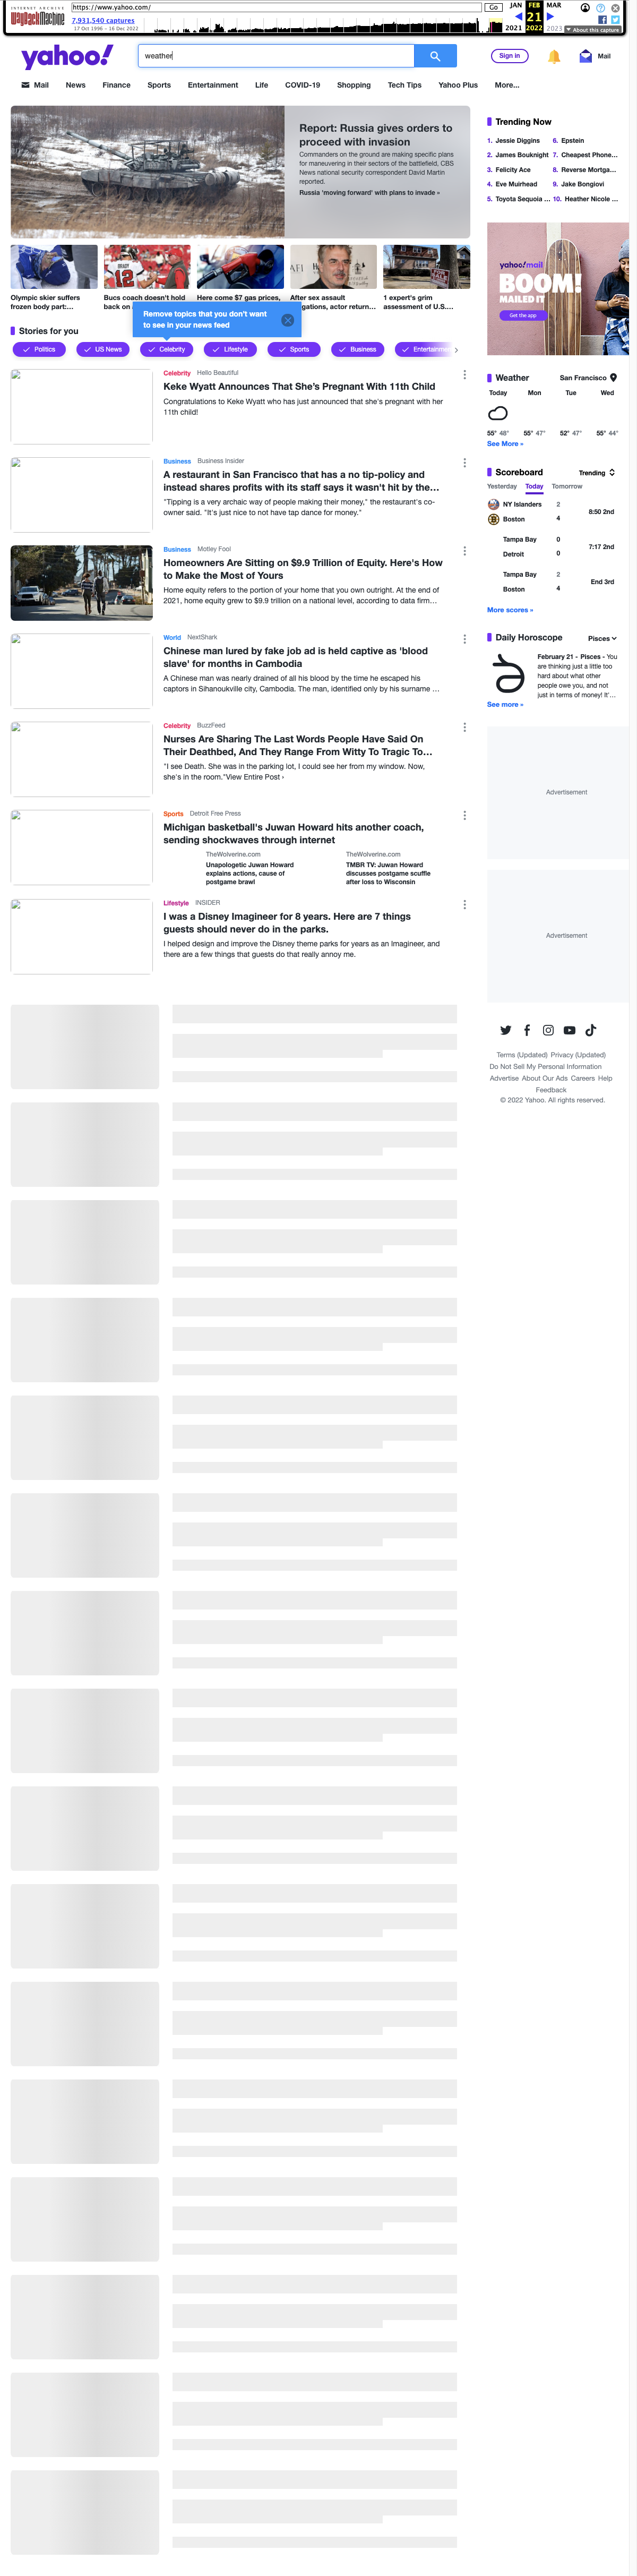 INTERNET ARCHIVE
WayBackMachine
https://www.yahoo.com/
Go
7,931,540 captures
17 Oct 1996 – 16 Dec 2022
JAN FEB MAR
21
2021 2022 2023
About this capture
yahoo!
weather
Sign in
Mail
Mail News Finance Sports Entertainment Life COVID-19 Shopping Tech Tips Yahoo Plus More...
Report: Russia gives orders to
proceed with invasion
Commanders on the ground are making specific plans
for maneuvering in their sectors of the battlefield, CBS
News national security correspondent David Martin
reported.
Russia 'moving forward' with plans to invade »
Olympic skier suffers
frozen body part:...
Bucs coach doesn't hold
back on
Here come $7 gas prices,
After sex assault
actor return...
1 expert's grim
assessment of U.S....
Remove topics that you don't want
to see in your news feed
Stories for you
Politics US News Celebrity Lifestyle Sports Business
Celebrity Hello Beautiful
Keke Wyatt Announces That She's Pregnant With 11th Child
Congratulations to Keke Wyatt who has just announced that she's pregnant with her
11th child!
Business Business Insider
A restaurant in San Francisco that has a no tip-policy and
instead shares profits with its staff says it wasn't hit by the...
"Tipping is a very archaic way of people making their money," the restaurant's co-
owner said. "It's just nice to not have tap dance for money."
Business Motley Fool
Homeowners Are Sitting on $9.9 Trillion of Equity. Here's How
to Make the Most of Yours
Home equity refers to the portion of your home that you own outright. At the end of
2021, home equity grew to $9.9 trillion on a national level, according to data firm...
World NextShark
Chinese man lured by fake job ad is held captive as 'blood
slave' for months in Cambodia
A Chinese man was nearly drained of all his blood by the time he escaped his
captors in Sihanoukville city, Cambodia. The man, identified only by his surname ...
Celebrity BuzzFeed
Nurses Are Sharing The Last Words People Have Said On
Their Deathbed, And They Range From Witty To Tragic To...
"I see Death. She was in the parking lot, I could see her from my window. Now,
she's in the room."View Entire Post ›
Sports Detroit Free Press
Michigan basketball's Juwan Howard hits another coach,
sending shockwaves through internet
TheWolverine.com
Unapologetic Juwan Howard
explains actions, cause of
postgame brawl
TheWolverine.com
TMBR TV: Juwan Howard
discusses postgame scuffle
after loss to Wisconsin
Lifestyle INSIDER
I was a Disney Imagineer for 8 years. Here are 7 things
guests should never do in the parks.
I helped design and improve the Disney theme parks for years as an Imagineer, and
there are a few things that guests do that really annoy me.
Trending Now
1. Jessie Diggins
2. James Bouknight
3. Felicity Ace
4. Eve Muirhead
5. Toyota Sequoia ...
6. Epstein
7. Cheapest Phone...
8. Reverse Mortga...
9. Jake Bongiovi
10. Heather Nicole ...
yahoo!mail
BOOM!
MAILED IT
Get the app
Weather San Francisco
Today Mon Tue Wed
55° 48° 55° 47° 52° 47° 55° 44°
See More »
Scoreboard Trending
Yesterday Today Tomorrow
NY Islanders 2
Boston 4
8:50 2nd
Tampa Bay 0
Detroit 0
7:17 2nd
Tampa Bay 2
Boston 4
End 3rd
More scores »
Daily Horoscope Pisces
February 21 - Pisces - You
are thinking just a little too
hard about what other
people owe you, and not
just in terms of money! It'...
See more »
Advertisement
Advertisement
Terms (Updated) Privacy (Updated)
Do Not Sell My Personal Information
Advertise About Our Ads Careers Help
Feedback
© 2022 Yahoo. All rights reserved.